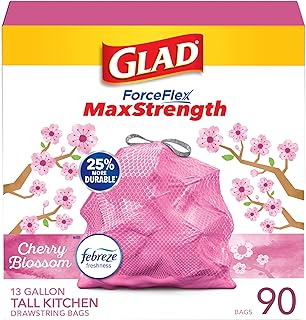 GLAD
ForceFlex
MaxStrength
25%
MORE
DURABLE†
Cherry
Blossom
febreze
freshness
13 GALLON
TALL KITCHEN
DRAWSTRING BAGS
BAGS 90